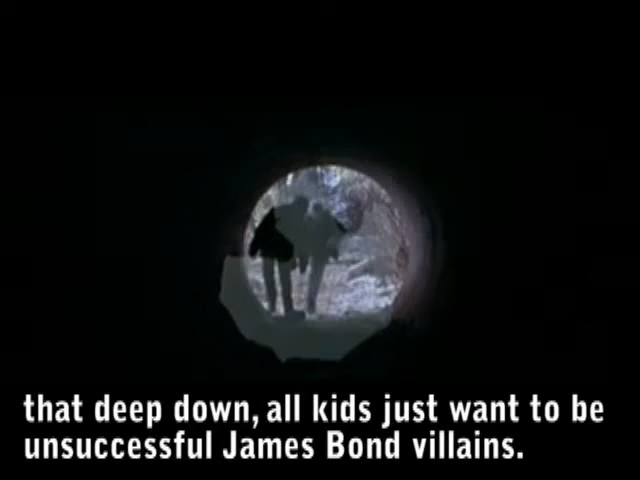 that deep down, all kids just want to be
unsuccessful James Bond villains.